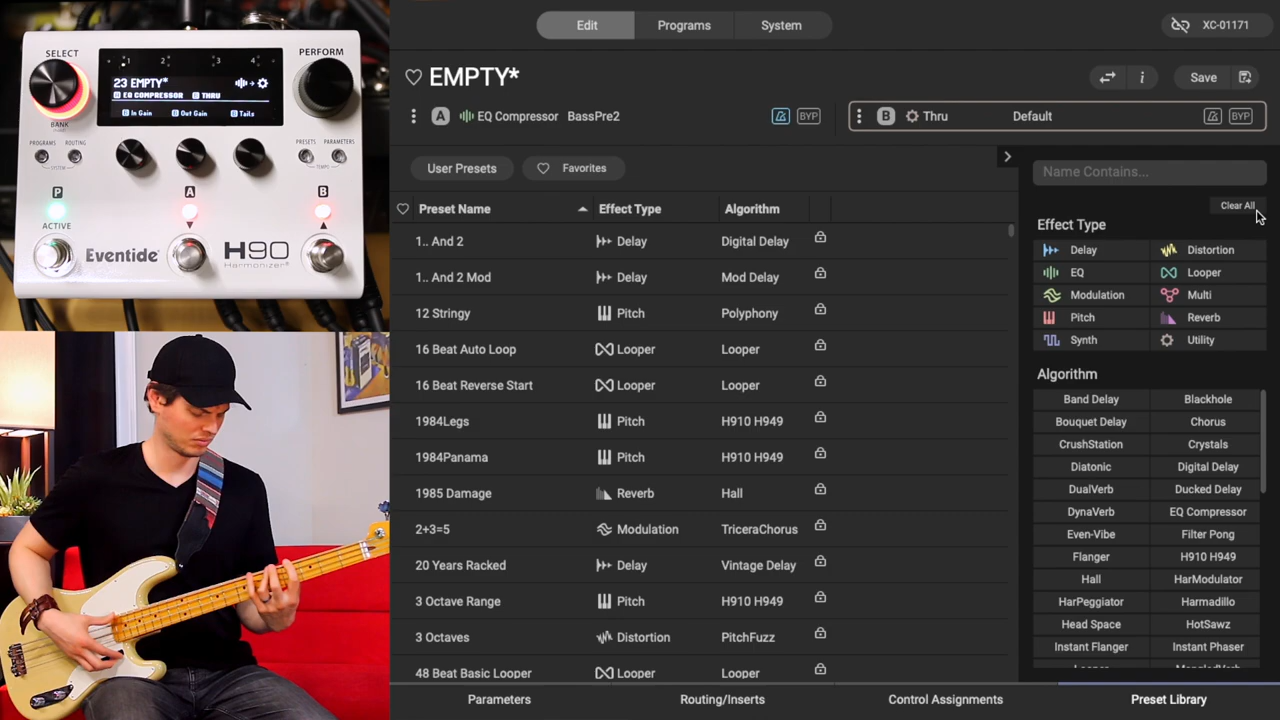 SELECT
PERFORM
1 2 3 4
23 EMPTY*
A EQ COMPRESSOR B THRU
In Gain Out Gain Tails
BANK
PROGRAMS ROUTING
SYSTEM
PRESETS PARAMETERS
TEMPO
P A B
ACTIVE
Eventide® H90
Harmonizer®
Edit Programs System
XC-01171
EMPTY*
i Save
A EQ Compressor BassPre2 BYP
B Thru Default BYP
User Presets Favorites
Name Contains...
Clear All
Preset Name Effect Type Algorithm
1.. And 2 Delay Digital Delay
1.. And 2 Mod Delay Mod Delay
12 Stringy Pitch Polyphony
16 Beat Auto Loop Looper Looper
16 Beat Reverse Start Looper Looper
1984Legs Pitch H910 H949
1984Panama Pitch H910 H949
1985 Damage Reverb Hall
2+3=5 Modulation TriceraChorus
20 Years Racked Delay Vintage Delay
3 Octave Range Pitch H910 H949
3 Octaves Distortion PitchFuzz
48 Beat Basic Looper Looper Looper
Effect Type
Delay Distortion
EQ Looper
Modulation Multi
Pitch Reverb
Synth Utility
Algorithm
Band Delay Blackhole
Bouquet Delay Chorus
CrushStation Crystals
Diatonic Digital Delay
DualVerb Ducked Delay
DynaVerb EQ Compressor
Even-Vibe Filter Pong
Flanger H910 H949
Hall HarModulator
HarPeggiator Harmadillo
Head Space HotSawz
Instant Flanger Instant Phaser
Parameters Routing/Inserts Control Assignments Preset Library